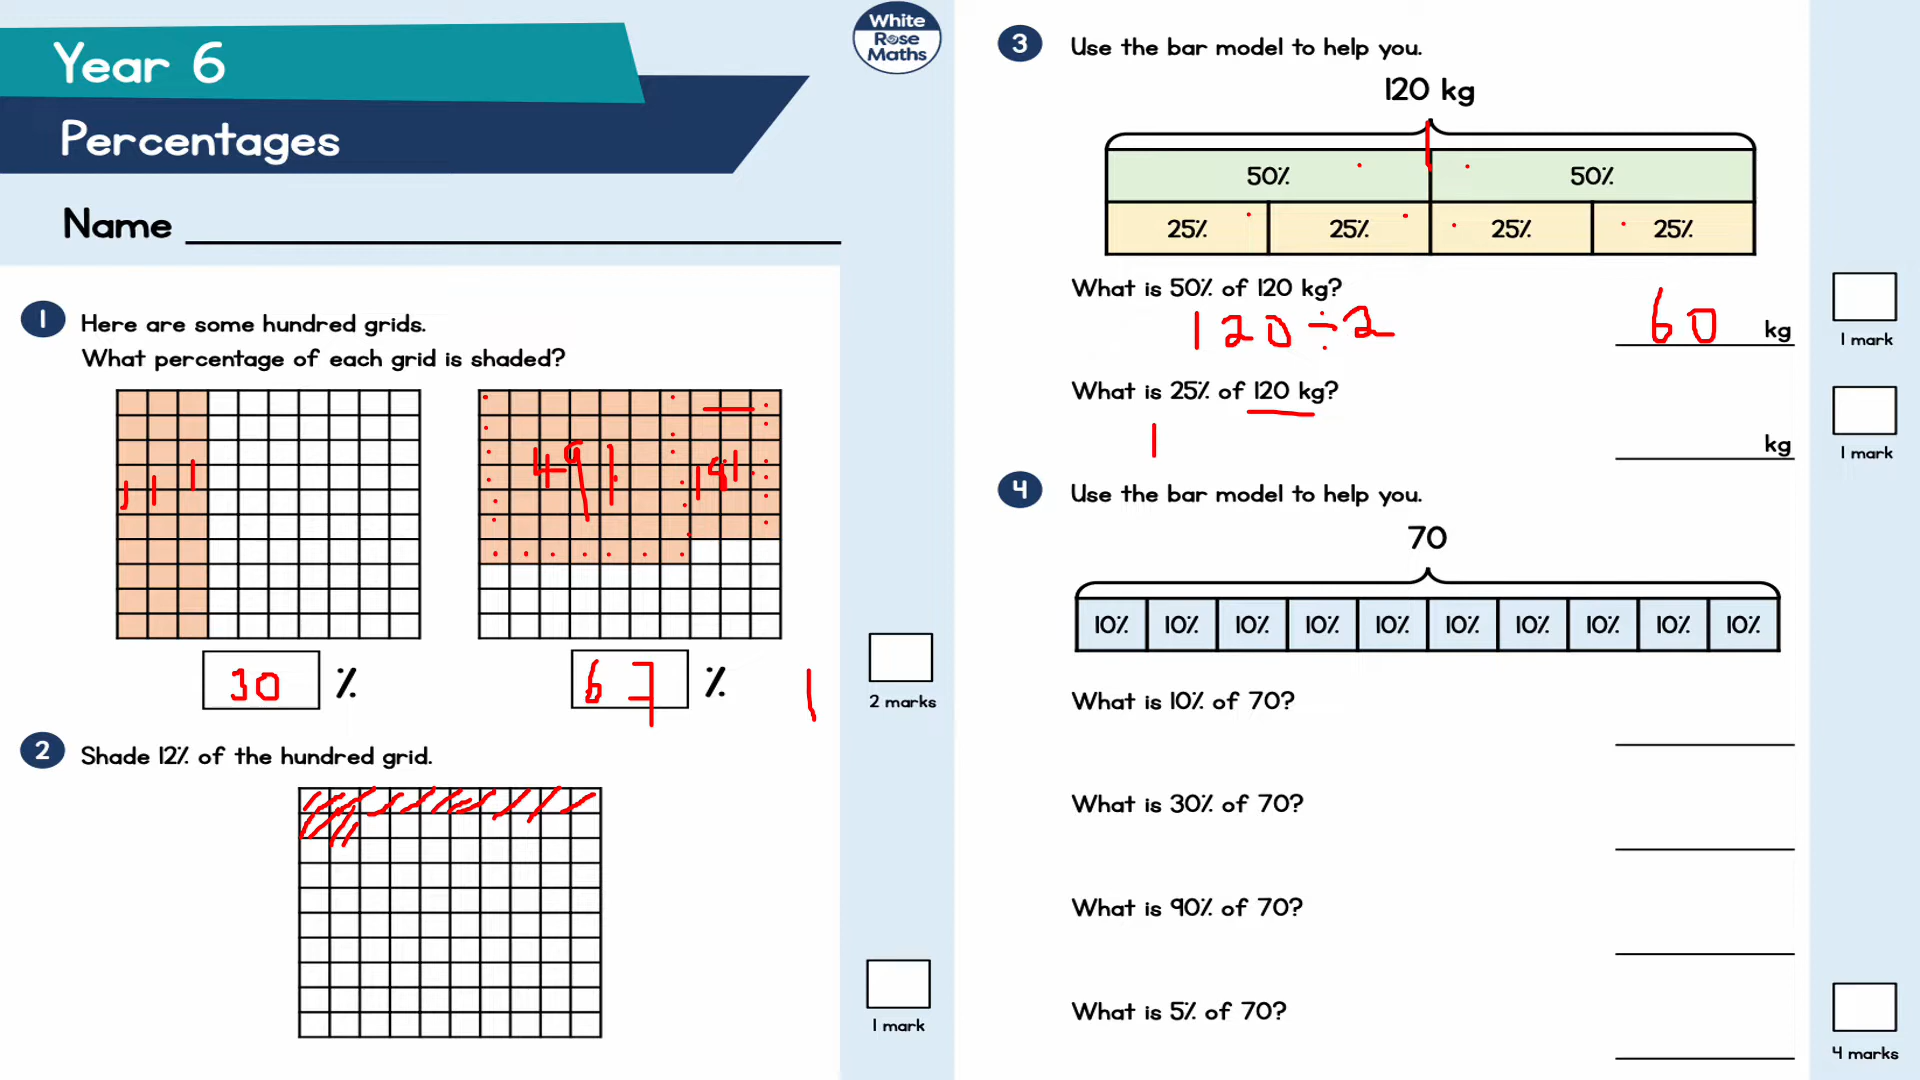 Year 6
Percentages
White
Rose
Maths
Name
1
Here are some hundred grids.
What percentage of each grid is shaded?
49
30 %
67 %
2 marks
2
Shade 12% of the hundred grid.
1 mark
3
Use the bar model to help you.
120 kg
50% 50%
25% 25% 25% 25%
What is 50% of 120 kg?
120÷2
60 kg
1 mark
What is 25% of 120 kg?
1
kg
1 mark
4
Use the bar model to help you.
70
10% 10% 10% 10% 10% 10% 10% 10% 10% 10%
What is 10% of 70?
What is 30% of 70?
What is 90% of 70?
What is 5% of 70?
4 marks